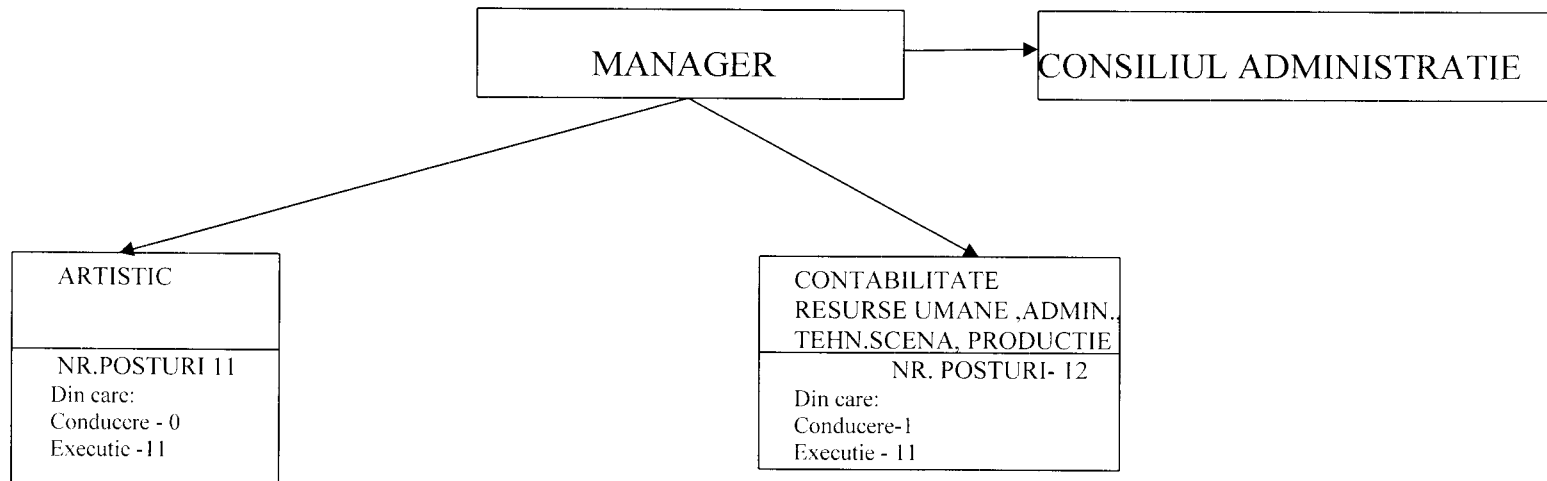 MANAGER
CONSILIUL ADMINISTRATIE
ARTISTIC
NR.POSTURI 11
Din care:
Conducere - 0
Executie -11
CONTABILITATE
RESURSE UMANE ,ADMIN.,
TEHN.SCENA, PRODUCTIE
NR. POSTURI- 12
Din care:
Conducere-1
Executie - 11